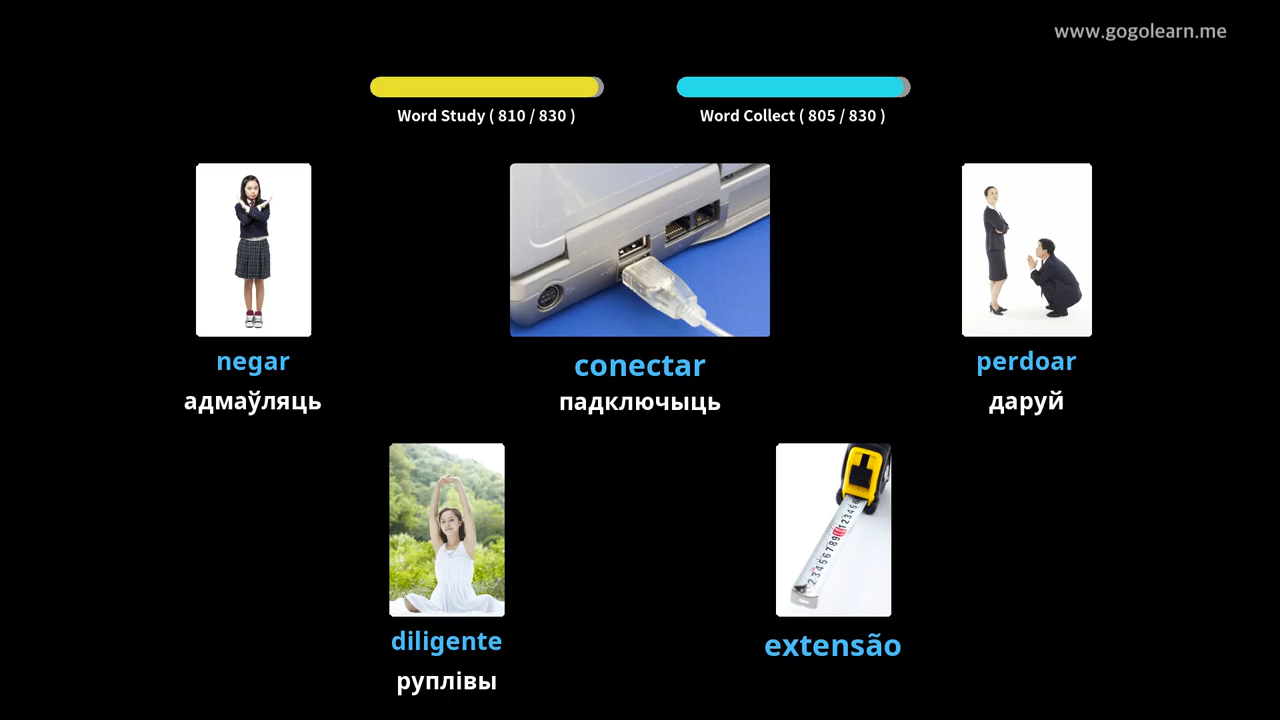 www.gogolearn.me
Word Study ( 810 / 830 )
Word Collect ( 805 / 830 )
negar
адмаўляць
conectar
падключыць
perdoar
даруй
diligente
руплівы
extensão